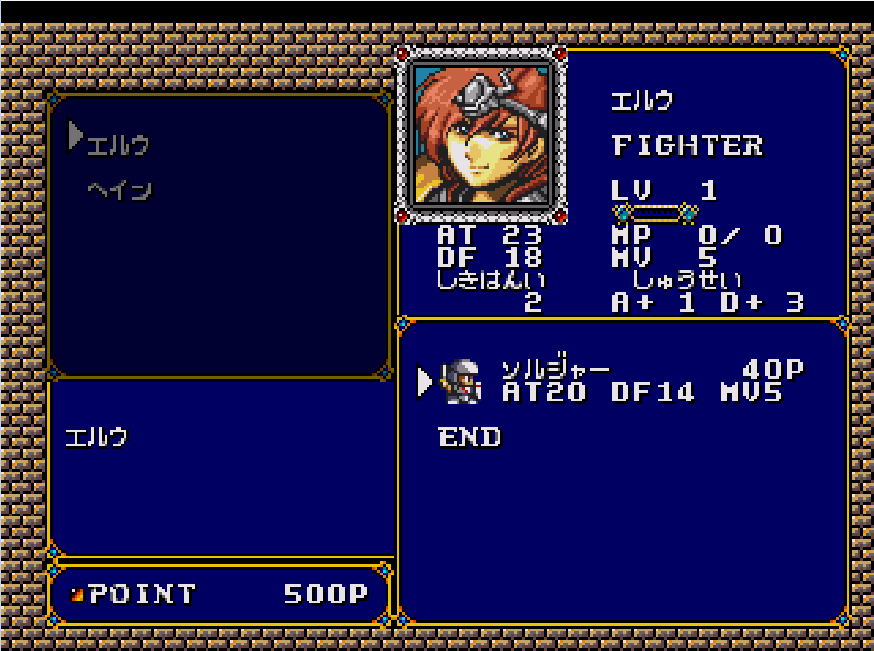 エルウ
ヘイン
エルウ
POINT 500P
エルウ
FIGHTER
LV 1
AT 23 MP 0/ 0
DF 18 MV 5
しきはんい しゅうせい
2 A+ 1 D+ 3
ソルジャー 40P
AT20 DF14 MV5
END